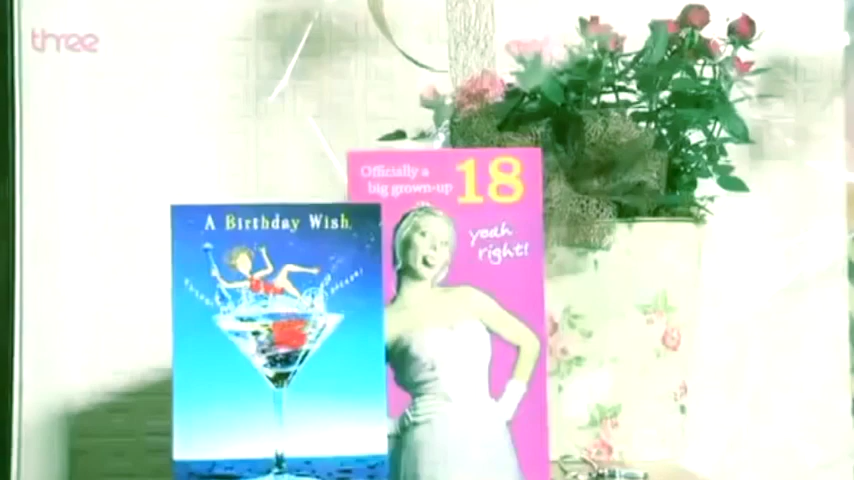 three
Officially a
big grown-up
18
yeah
right!
A Birthday Wish